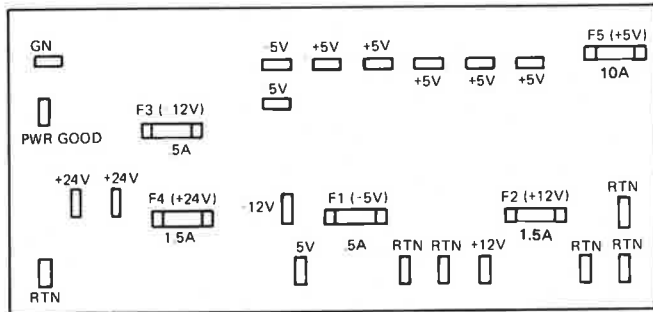 GN
-5V
+5V
+5V
F5 (+5V)
+5V
+5V
+5V
10A
5V
PWR GOOD
F3 (-12V)
.5A
+24V
+24V
F4 (+24V)
1.5A
-12V
F1 (-5V)
.5A
F2 (+12V)
1.5A
RTN
5V
RTN
RTN
+12V
RTN
RTN
RTN